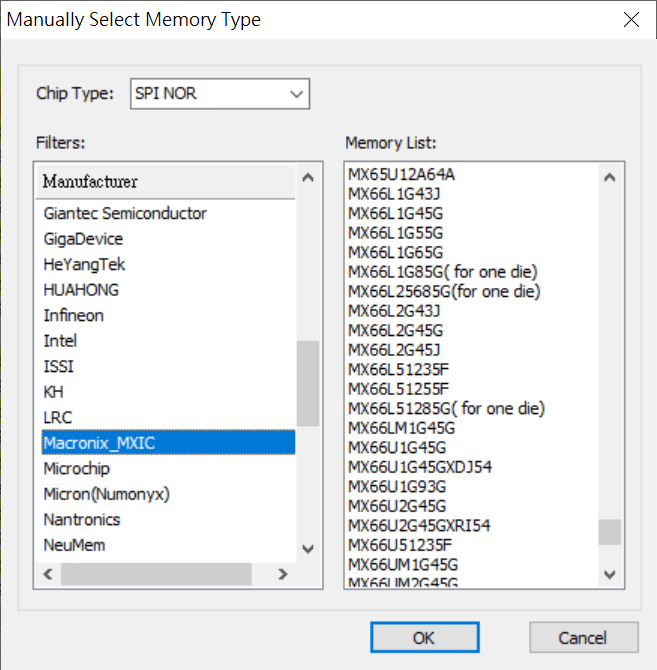 Manually Select Memory Type
Chip Type:
SPI NOR
Filters:
Manufacturer
Giantec Semiconductor
GigaDevice
HeYangTek
HUAHONG
Infineon
Intel
ISSI
KH
LRC
Macronix_MXIC
Microchip
Micron(Numonyx)
Nantronics
NeuMem
Memory List:
MX65U12A64A
MX66L1G43J
MX66L1G45G
MX66L1G55G
MX66L1G65G
MX66L1G85G( for one die)
MX66L25685G(for one die)
MX66L2G43J
MX66L2G45G
MX66L2G45J
MX66L51235F
MX66L51255F
MX66L51285G( for one die)
MX66LM1G45G
MX66U1G45G
MX66U1G45GXDJ54
MX66U1G93G
MX66U2G45G
MX66U2G45GXRI54
MX66U51235F
MX66UM1G45G
MX66UM2G45G
OK
Cancel